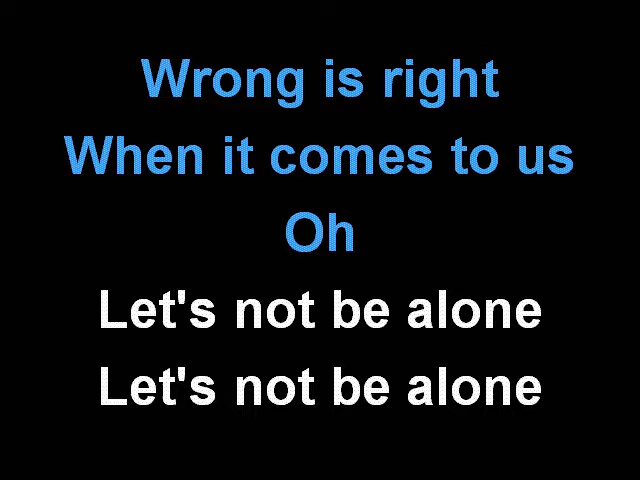 Wrong is right
When it comes to us
Oh
Let's not be alone
Let's not be alone